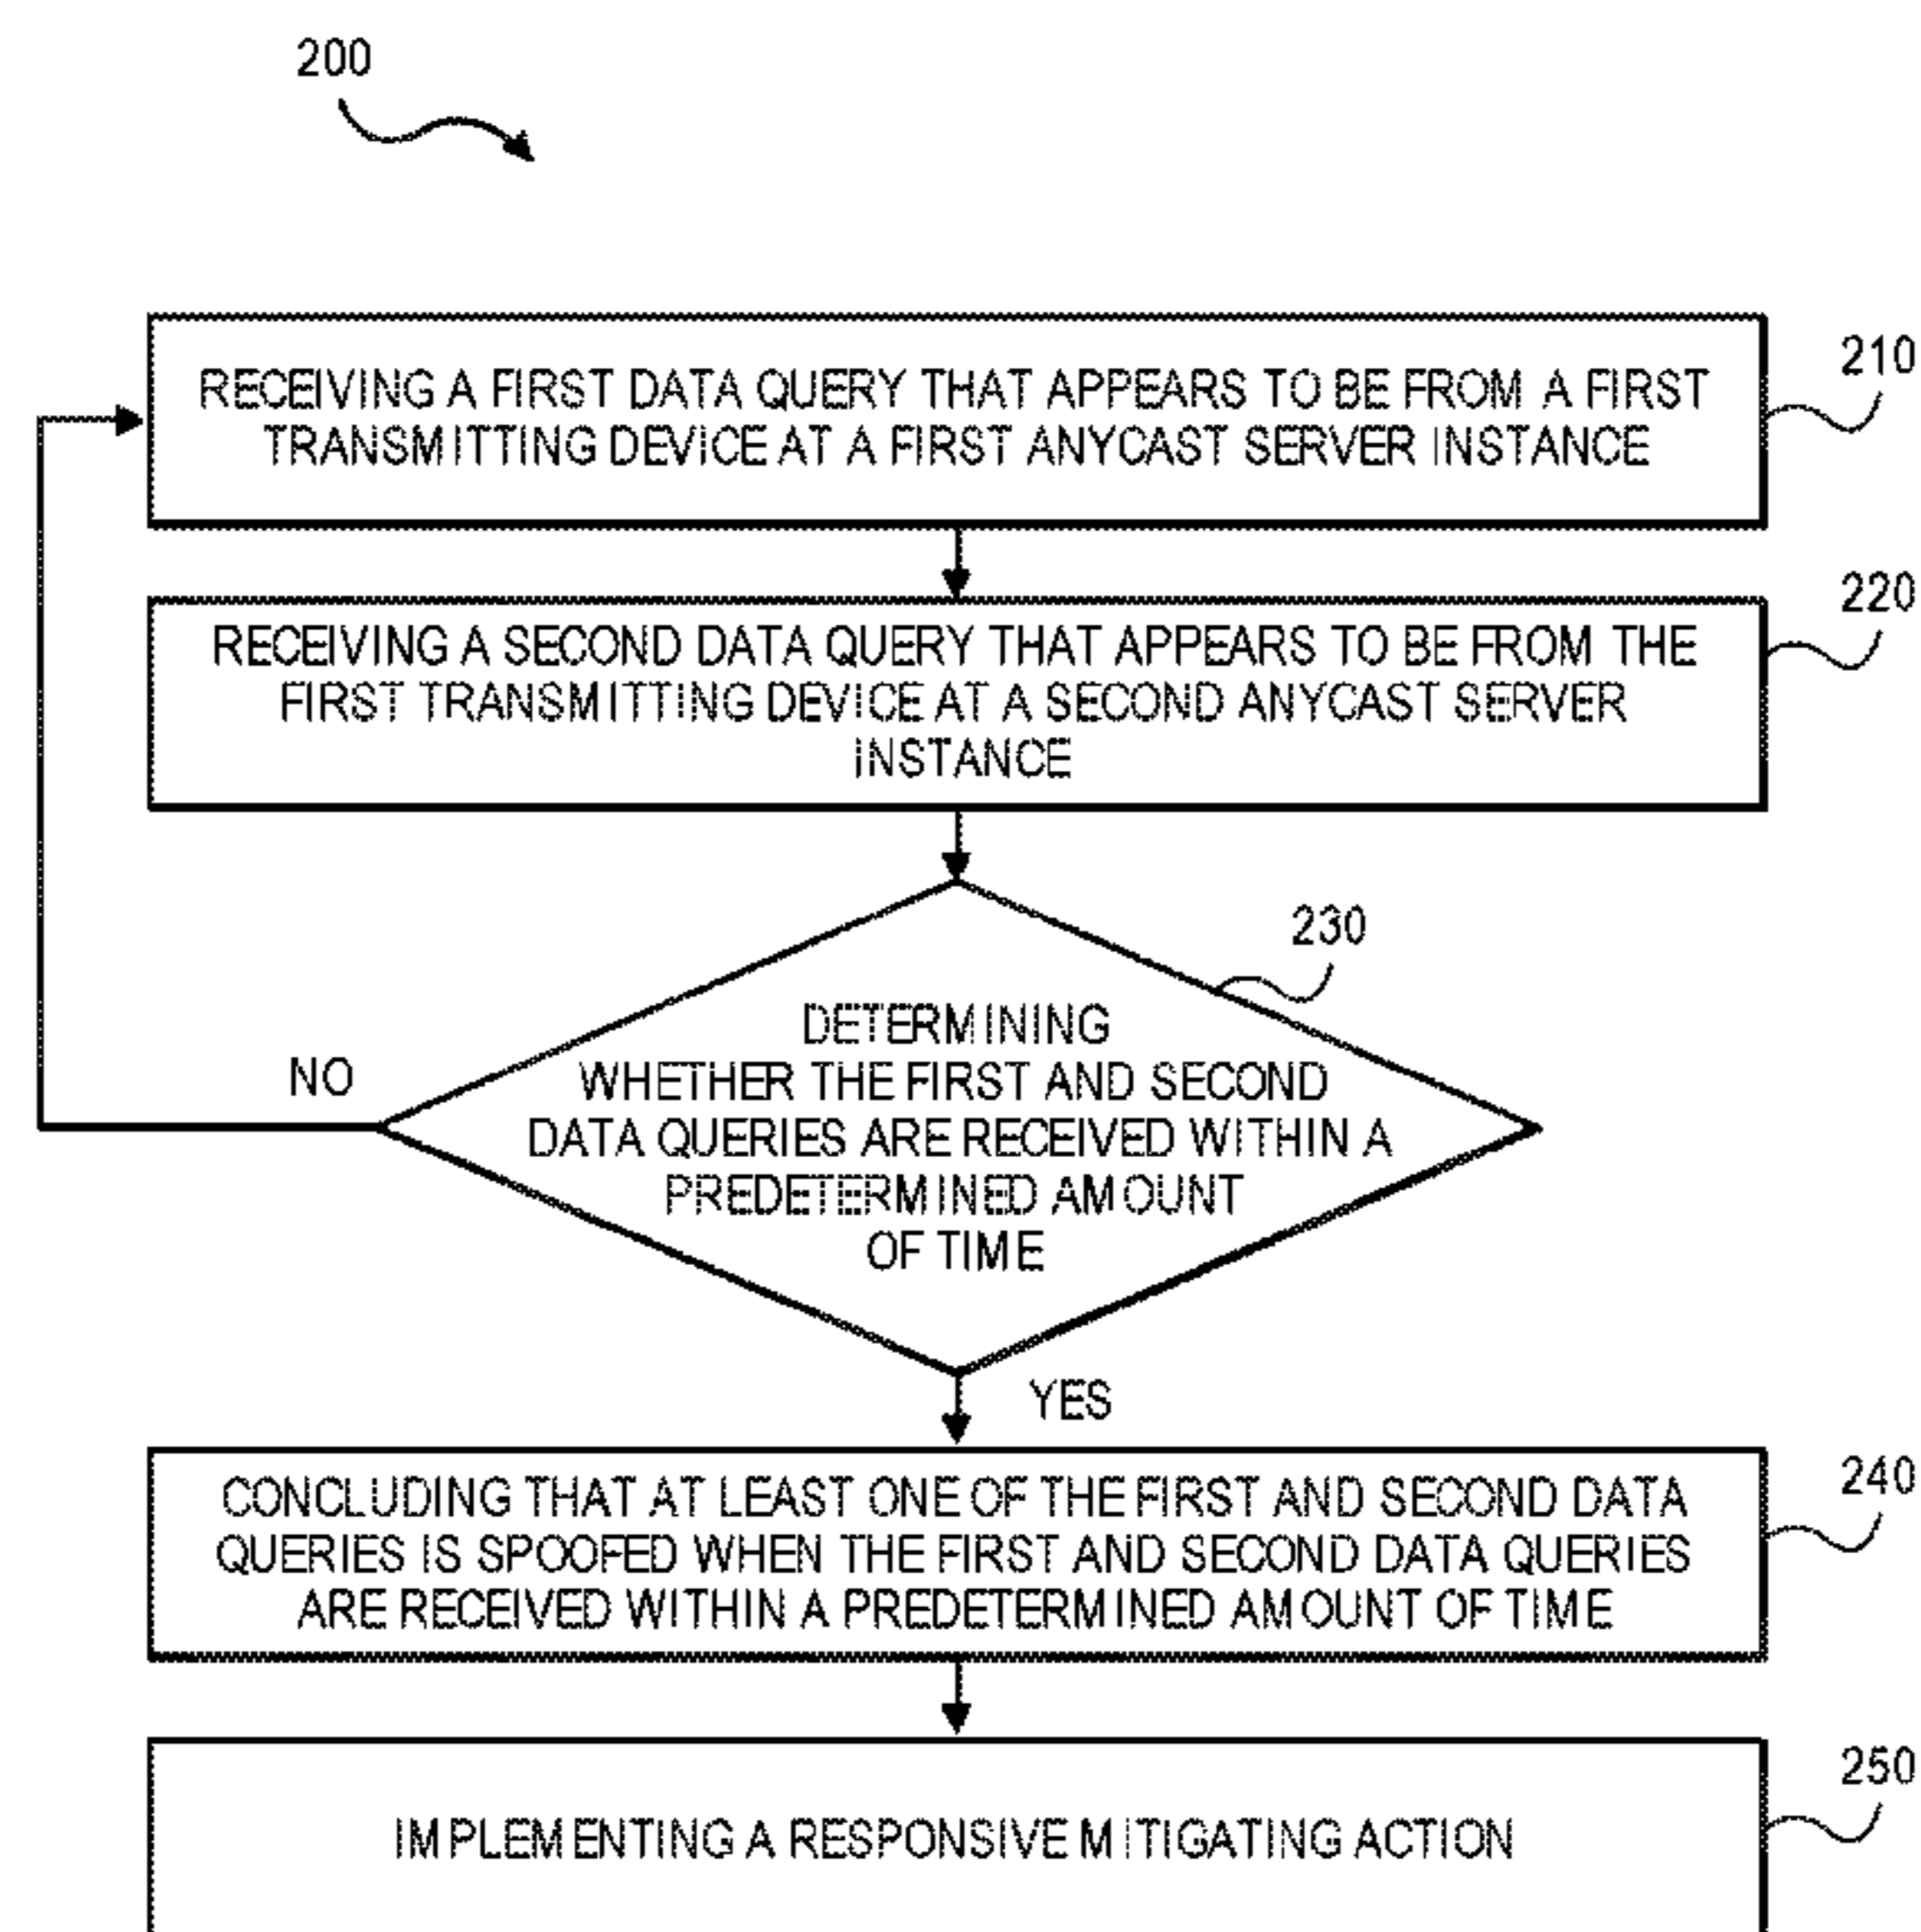 200
RECEIVING A FIRST DATA QUERY THAT APPEARS TO BE FROM A FIRST
TRANSMITTING DEVICE AT A FIRST ANYCAST SERVER INSTANCE
210
RECEIVING A SECOND DATA QUERY THAT APPEARS TO BE FROM THE
FIRST TRANSMITTING DEVICE AT A SECOND ANYCAST SERVER
INSTANCE
220
230
DETERMINING
WHETHER THE FIRST AND SECOND
DATA QUERIES ARE RECEIVED WITHIN A
PREDETERMINED AMOUNT
OF TIME
NO
YES
CONCLUDING THAT AT LEAST ONE OF THE FIRST AND SECOND DATA
QUERIES IS SPOOFED WHEN THE FIRST AND SECOND DATA QUERIES
ARE RECEIVED WITHIN A PREDETERMINED AMOUNT OF TIME
240
IMPLEMENTING A RESPONSIVE MITIGATING ACTION
250